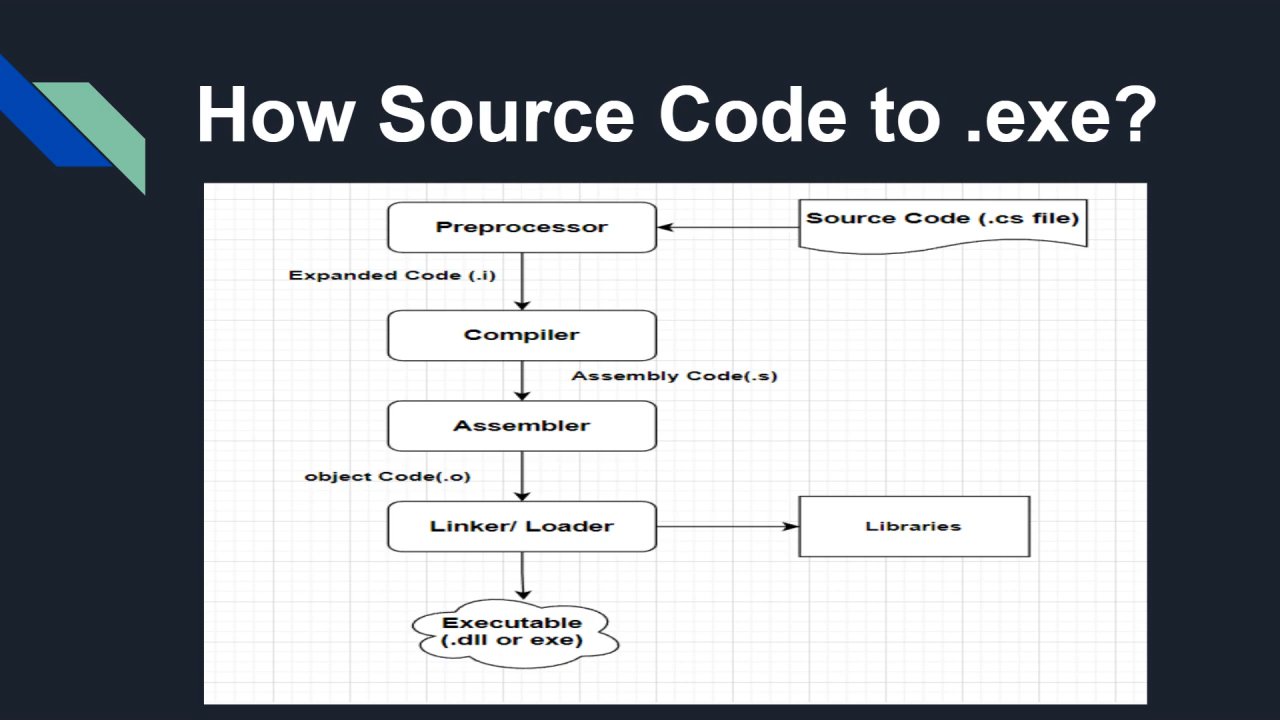 How Source Code to .exe?
Preprocessor
Source Code (.cs file)
Expanded Code (.i)
Compiler
Assembly Code(.s)
Assembler
object Code(.o)
Linker/ Loader
Libraries
Executable
(.dll or exe)